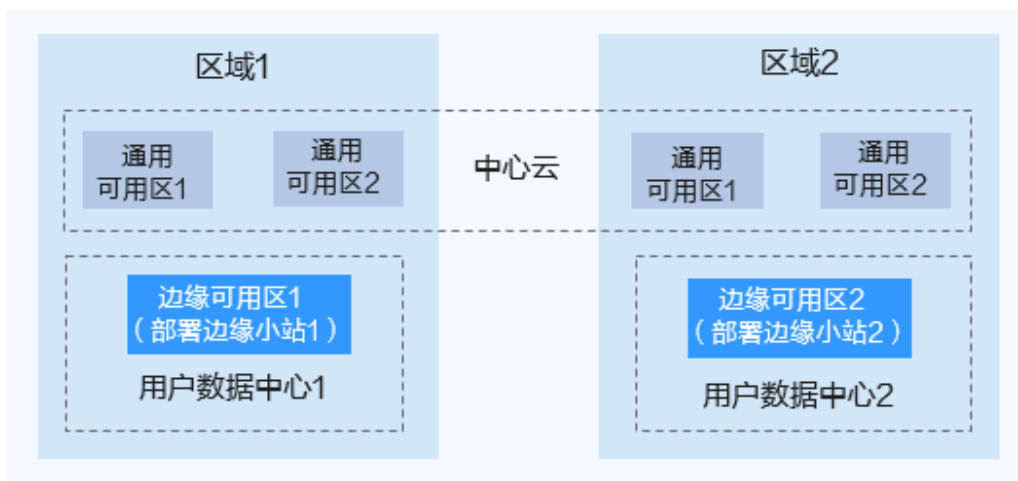 区域1
区域2
通用
可用区1
通用
可用区2
中心云
通用
可用区1
通用
可用区2
边缘可用区1
（部署边缘小站1）
用户数据中心1
边缘可用区2
（部署边缘小站2）
用户数据中心2